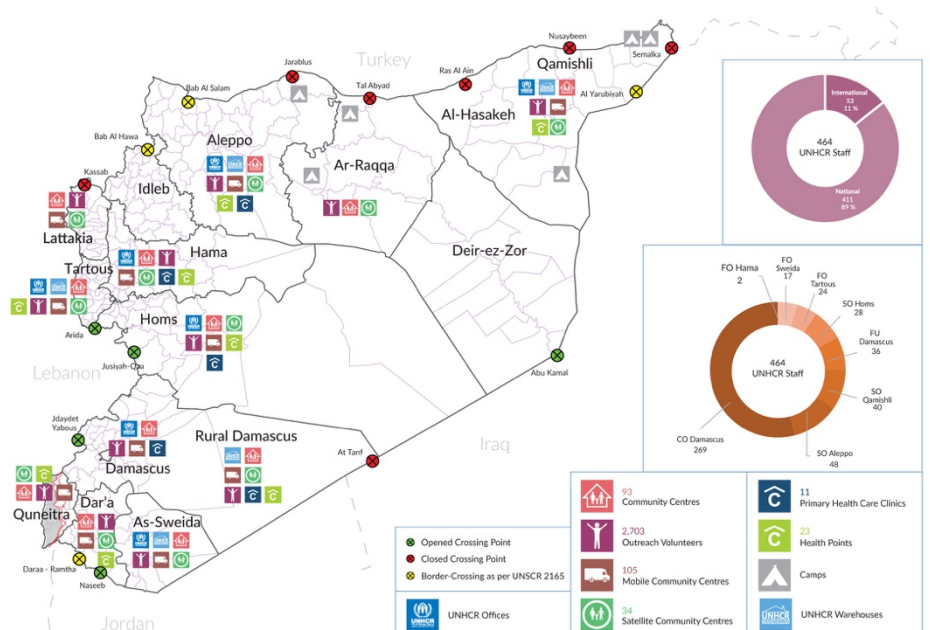 Turkey
Nusaybeen
Semalka
Jarablus
Qamishli
Ras Al Ain
Tal Abyad
Bab Al Salam
Al Yarubiyah
Al-Hasakeh
Bab Al Hawa
Aleppo
Ar-Raqqa
Idleb
Kassab
Lattakia
Hama
Deir-ez-Zor
Tartous
Homs
Arida
Jusiyah-Qaa
Abu Kamal
Lebanon
Jdaydet
Yabous
Rural Damascus
Iraq
At Tanf
Damascus
Quneitra
Dar'a
As-Sweida
Daraa - Ramtha
Naseeb
Jordan
International
53
11 %
464
UNHCR Staff
National
411
89 %
FO Hama
2
FO
Sweida
17
FO
Tartous
24
SO Homs
28
FU
Damascus
36
SO
Qamishli
40
SO Aleppo
48
CO Damascus
269
464
UNHCR Staff
Opened Crossing Point
Closed Crossing Point
Border-Crossing as per UNSCR 2165
UNHCR Offices
93
Community Centres
2,703
Outreach Volunteers
105
Mobile Community Centres
34
Satellite Community Centres
11
Primary Health Care Clinics
23
Health Points
Camps
UNHCR Warehouses